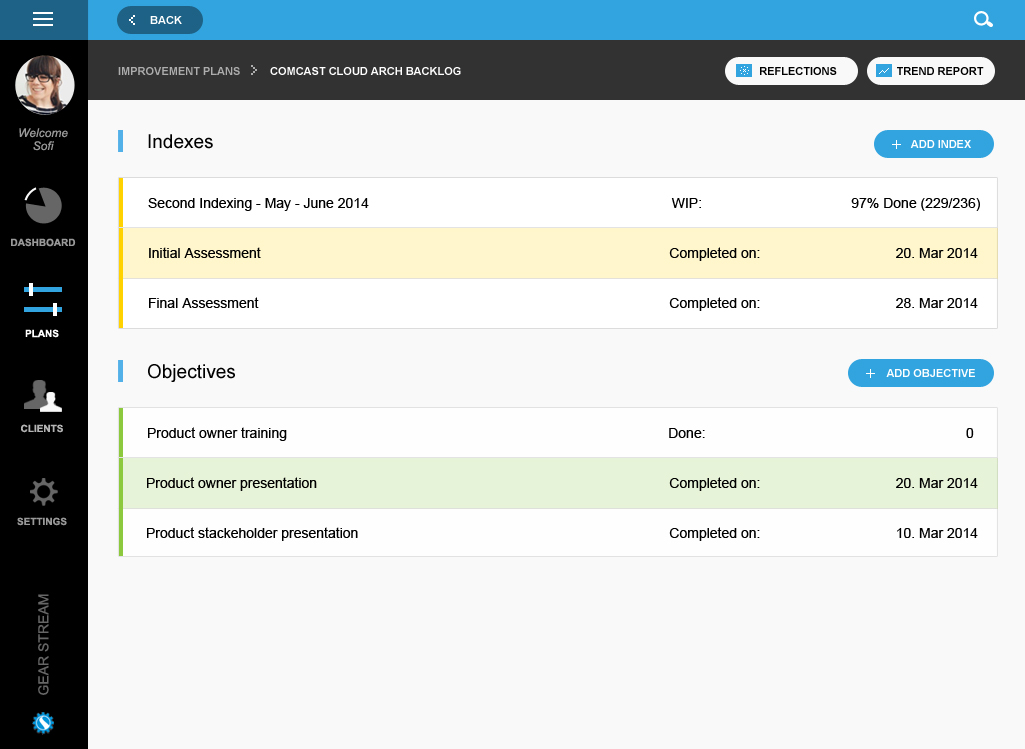 BACK
IMPROVEMENT PLANS > COMCAST CLOUD ARCH BACKLOG
REFLECTIONS
TREND REPORT
Welcome
Sofi
DASHBOARD
PLANS
CLIENTS
SETTINGS
GEAR STREAM
Indexes
+ ADD INDEX
Second Indexing - May - June 2014 WIP: 97% Done (229/236)
Initial Assessment Completed on: 20. Mar 2014
Final Assessment Completed on: 28. Mar 2014
Objectives
+ ADD OBJECTIVE
Product owner training Done: 0
Product owner presentation Completed on: 20. Mar 2014
Product stackeholder presentation Completed on: 10. Mar 2014